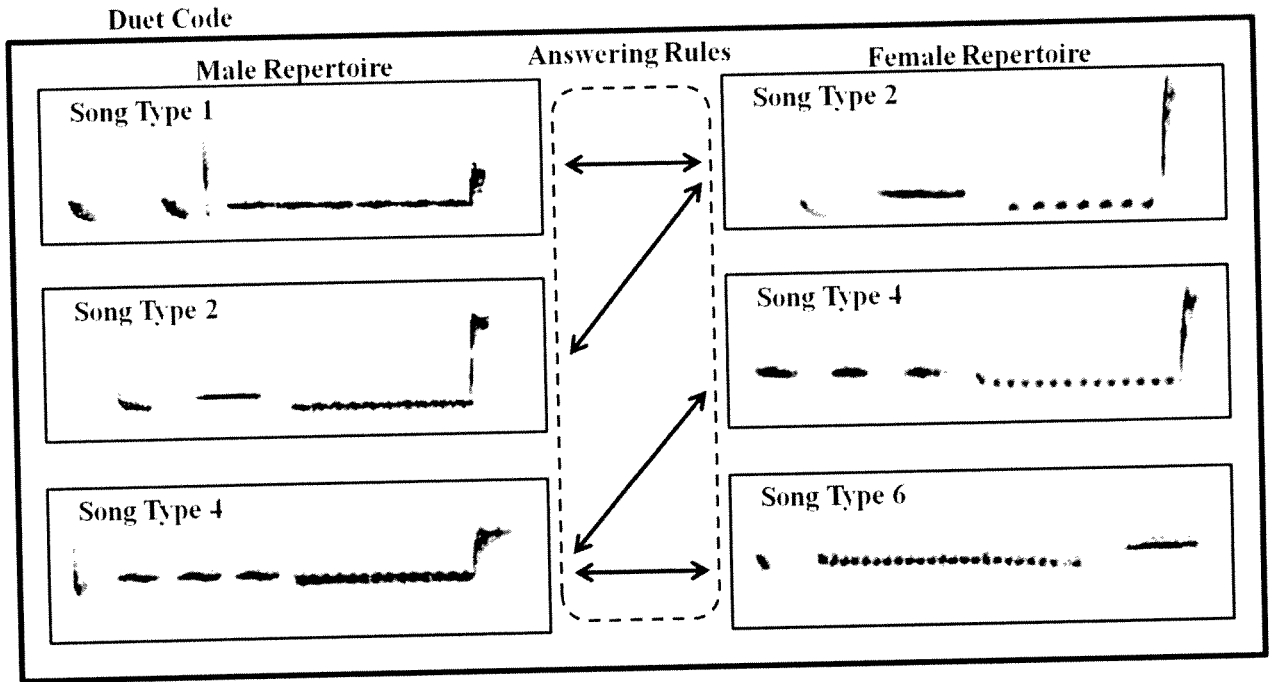 Duet Code
Male Repertoire
Answering Rules
Female Repertoire
Song Type 1
Song Type 2
Song Type 2
Song Type 4
Song Type 4
Song Type 6